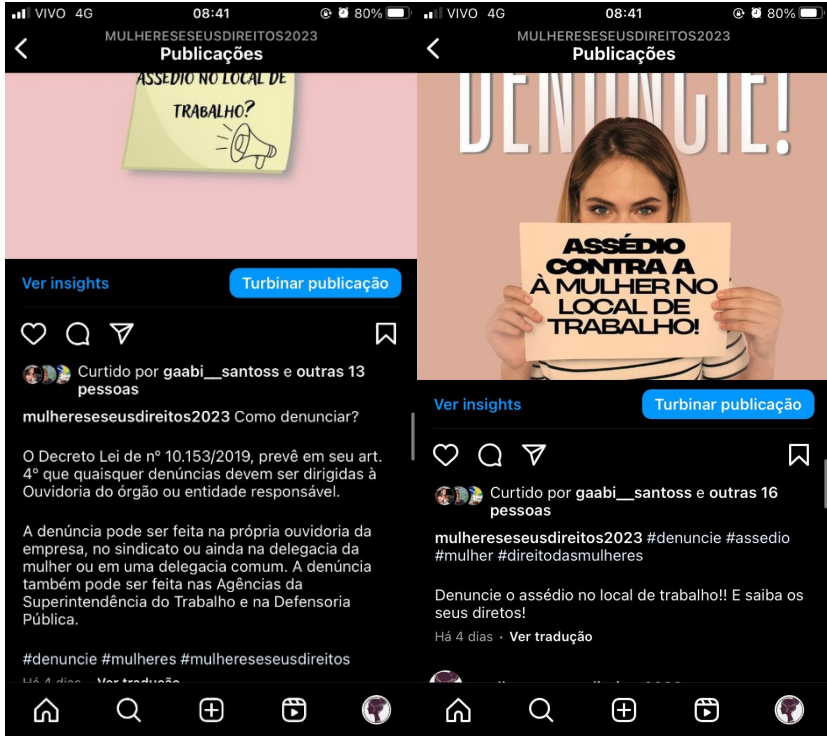 VIVO 4G 08:41 80%
MULHERESESEUSDIREITOS2023
Publicações
ASSÉDIO NO LOCAL DE
TRABALHO?
Ver insights
Turbinar publicação
Curtido por gaabi__santoss e outras 13
pessoas
mulhereseseusdireitos2023 Como denunciar?
O Decreto Lei de nº 10.153/2019, prevê em seu art.
4º que quaisquer denúncias devem ser dirigidas à
Ouvidoria do órgão ou entidade responsável.
A denúncia pode ser feita na própria ouvidoria da
empresa, no sindicato ou ainda na delegacia da
mulher ou em uma delegacia comum. A denúncia
também pode ser feita nas Agências da
Superintendência do Trabalho e na Defensoria
Pública.
#denuncie #mulheres #mulhereseseusdireitos
Há 4 dias · Ver tradução
VIVO 4G 08:41 80%
MULHERESESEUSDIREITOS2023
Publicações
DENUNCIE!
ASSÉDIO
CONTRA A
À MULHER NO
LOCAL DE
TRABALHO!
Ver insights
Turbinar publicação
Curtido por gaabi__santoss e outras 16
pessoas
mulhereseseusdireitos2023 #denuncie #assedio
#mulher #direitodasmulheres
Denuncie o assédio no local de trabalho!! E saiba os
seus diretos!
Há 4 dias · Ver tradução